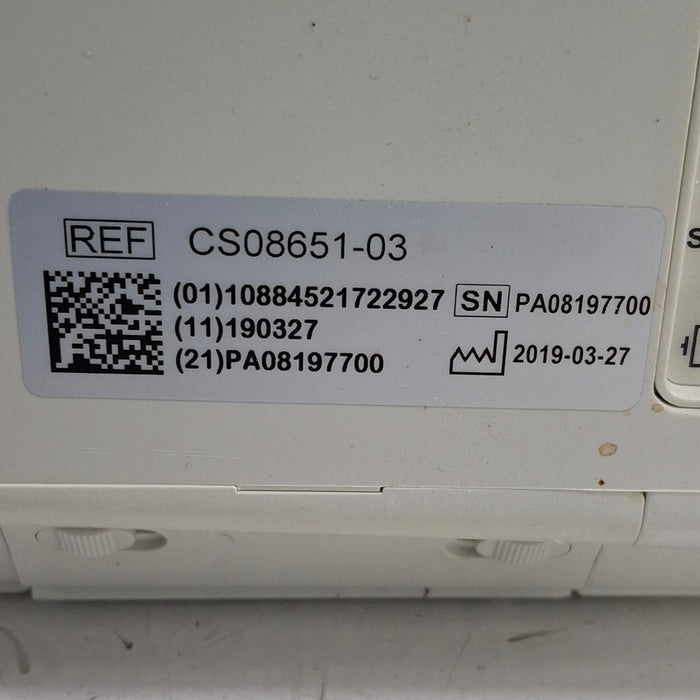 REF CS08651-03
(01)10884521722927 SN PA08197700
(11)190327
(21)PA08197700 2019-03-27